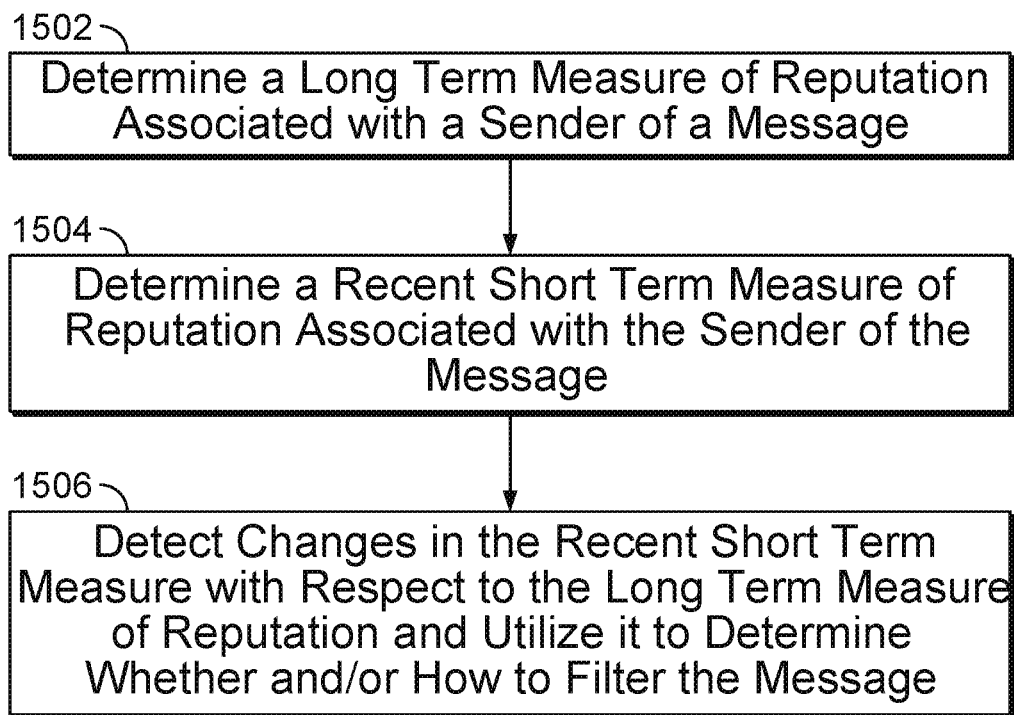 1502
Determine a Long Term Measure of Reputation
Associated with a Sender of a Message
1504
Determine a Recent Short Term Measure of
Reputation Associated with the Sender of the
Message
1506
Detect Changes in the Recent Short Term
Measure with Respect to the Long Term Measure
of Reputation and Utilize it to Determine
Whether and/or How to Filter the Message